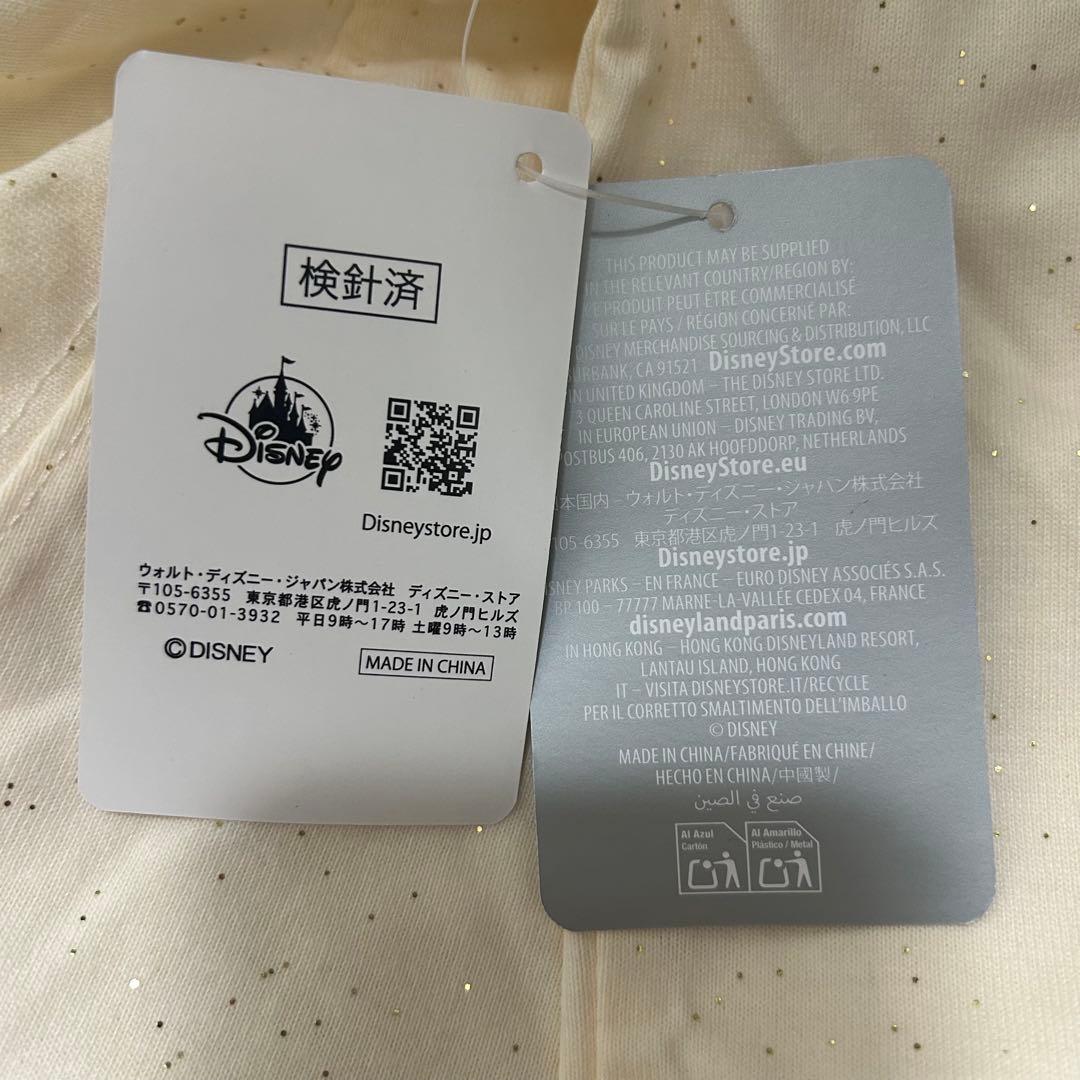 検針済
Disney
Disneystore.jp
ウォルト・ディズニー・ジャパン株式会社 ディズニー・ストア
〒105-6355 東京都港区虎ノ門1-23-1 虎ノ門ヒルズ
☎0570-01-3932 平日9時〜17時 土曜9時〜13時
©DISNEY
MADE IN CHINA
THIS PRODUCT MAY BE SUPPLIED
IN THE RELEVANT COUNTRY/REGION BY:
PRODUIT PEUT ÊTRE COMMERCIALISÉ
SUR LE PAYS / RÉGION CONCERNÉ PAR:
DISNEY MERCHANDISE SOURCING & DISTRIBUTION, LLC
BURBANK, CA 91521 DisneyStore.com
IN UNITED KINGDOM – THE DISNEY STORE LTD.
3 QUEEN CAROLINE STREET, LONDON W6 9PE
IN EUROPEAN UNION – DISNEY TRADING BV,
POSTBUS 406, 2130 AK HOOFDDORP, NETHERLANDS
DisneyStore.eu
本国内 - ウォルト・ディズニー・ジャパン株式会社
ディズニー・ストア
105-6355 東京都港区虎ノ門1-23-1 虎ノ門ヒルズ
Disneystore.jp
SNEY PARKS – EN FRANCE – EURO DISNEY ASSOCIÉS S.A.S.
BP 100 – 77777 MARNE-LA-VALLÉE CEDEX 04, FRANCE
disneylandparis.com
IN HONG KONG – HONG KONG DISNEYLAND RESORT,
LANTAU ISLAND, HONG KONG
IT – VISITA DISNEYSTORE.IT/RECYCLE
PER IL CORRETTO SMALTIMENTO DELL'IMBALLO
© DISNEY
MADE IN CHINA/FABRIQUÉ EN CHINE/
HECHO EN CHINA/中國製/
صنع في الصين
Al Azul
Cartón
Al Amarillo
Plástico / Metal